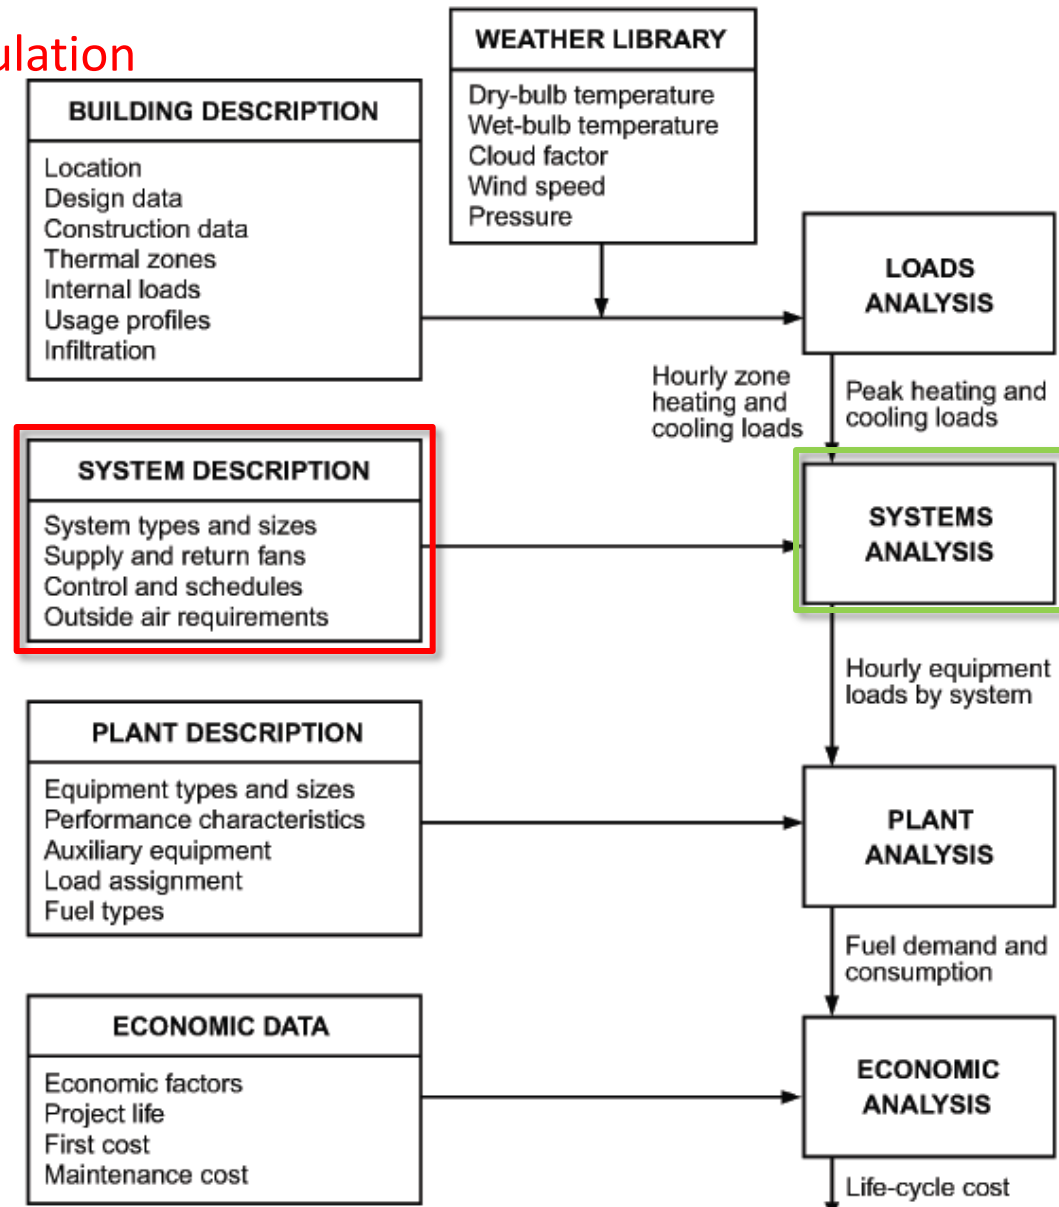 ulation
WEATHER LIBRARY
Dry-bulb temperature
Wet-bulb temperature
Cloud factor
Wind speed
Pressure
BUILDING DESCRIPTION
Location
Design data
Construction data
Thermal zones
Internal loads
Usage profiles
Infiltration
LOADS
ANALYSIS
Hourly zone
heating and
cooling loads
Peak heating and
cooling loads
SYSTEM DESCRIPTION
System types and sizes
Supply and return fans
Control and schedules
Outside air requirements
SYSTEMS
ANALYSIS
Hourly equipment
loads by system
PLANT DESCRIPTION
Equipment types and sizes
Performance characteristics
Auxiliary equipment
Load assignment
Fuel types
PLANT
ANALYSIS
Fuel demand and
consumption
ECONOMIC DATA
Economic factors
Project life
First cost
Maintenance cost
ECONOMIC
ANALYSIS
Life-cycle cost